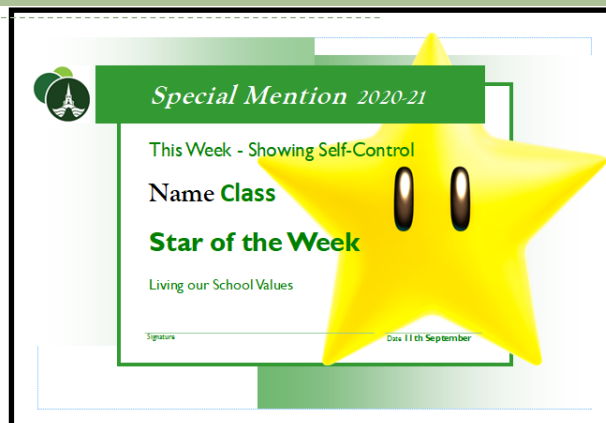 Special Mention 2020-21
This Week - Showing Self-Control
Name Class
Star of the Week
Living our School Values
Signature Date 11th September